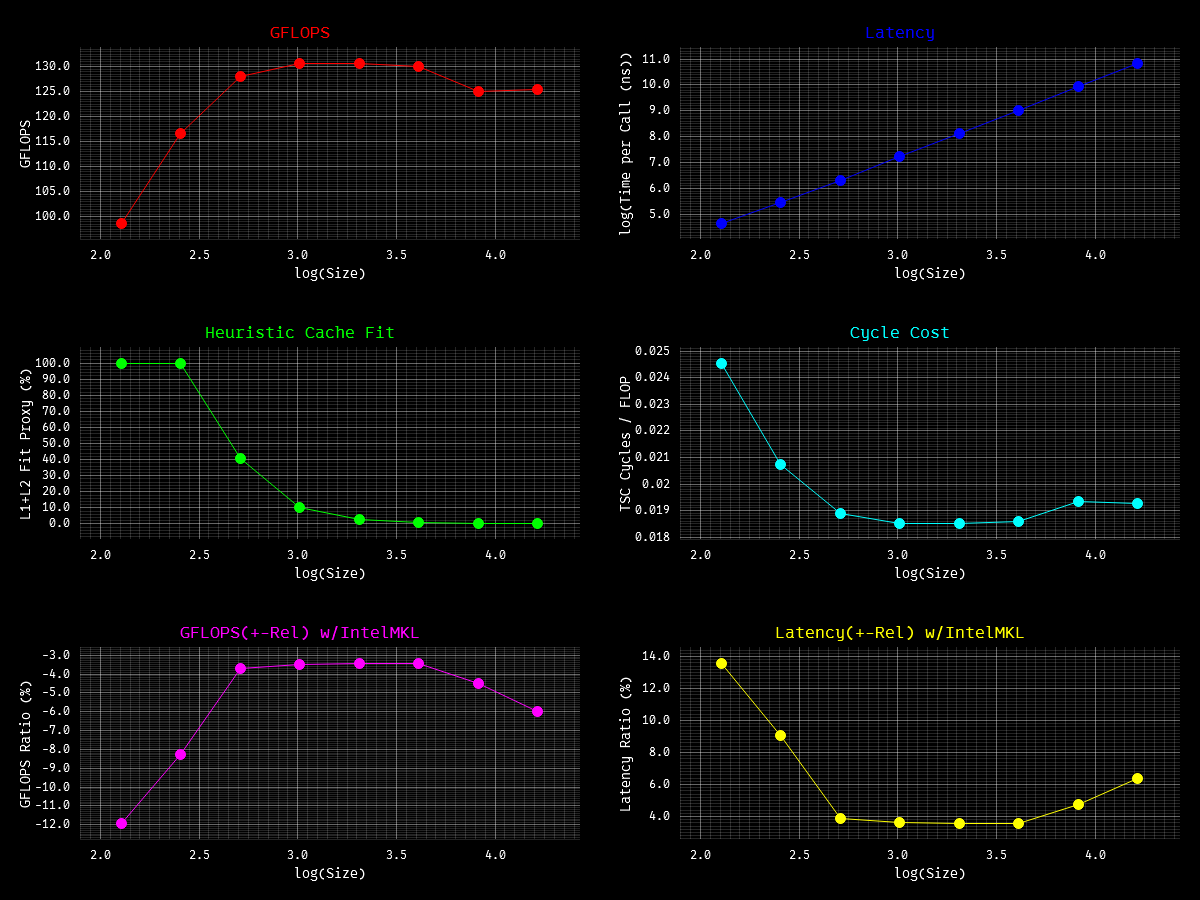 GFLOPS
GFLOPS
130.0
125.0
120.0
115.0
110.0
105.0
100.0
2.0 2.5 3.0 3.5 4.0
log(Size)
Latency
log(Time per Call (ns))
11.0
10.0
9.0
8.0
7.0
6.0
5.0
2.0 2.5 3.0 3.5 4.0
log(Size)
Heuristic Cache Fit
L1+L2 Fit Proxy (%)
100.0
90.0
80.0
70.0
60.0
50.0
40.0
30.0
20.0
10.0
0.0
2.0 2.5 3.0 3.5 4.0
log(Size)
Cycle Cost
TSC Cycles / FLOP
0.025
0.024
0.023
0.022
0.021
0.02
0.019
0.018
2.0 2.5 3.0 3.5 4.0
log(Size)
GFLOPS(+-Rel) w/IntelMKL
GFLOPS Ratio (%)
-3.0
-4.0
-5.0
-6.0
-7.0
-8.0
-9.0
-10.0
-11.0
-12.0
2.0 2.5 3.0 3.5 4.0
log(Size)
Latency(+-Rel) w/IntelMKL
Latency Ratio (%)
14.0
12.0
10.0
8.0
6.0
4.0
2.0 2.5 3.0 3.5 4.0
log(Size)